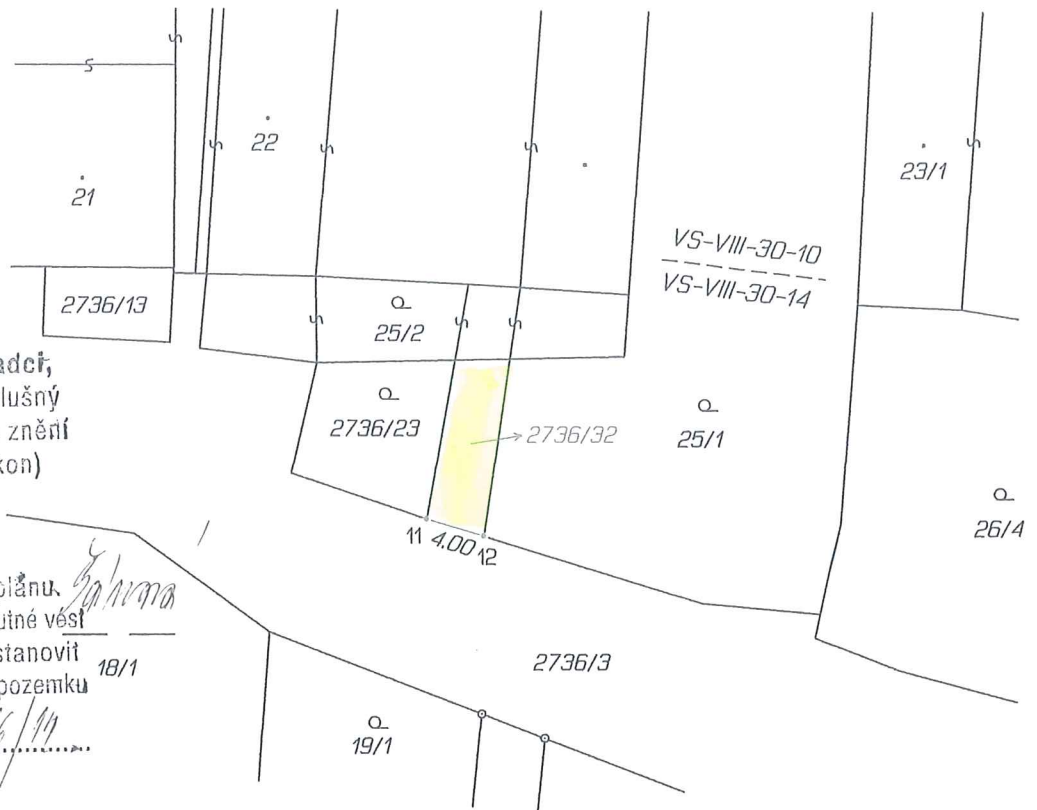 22
21
23/1
VS-VIII-30-10
VS-VIII-30-14
2736/13
25/2
adci,
lušný
znění
kon)
2736/23
2736/32
25/1
26/4
11 4.00 12
plánu.
utné vést
stanovit
pozemku
18/1
2736/3
19/1